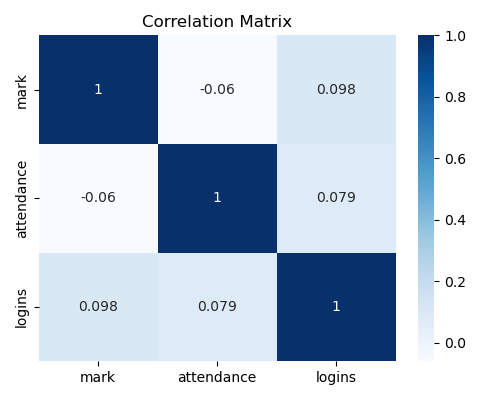 Correlation Matrix
mark
1
-0.06
0.098
attendance
-0.06
1
0.079
logins
0.098
0.079
1
mark
attendance
logins
1.0
0.8
0.6
0.4
0.2
0.0